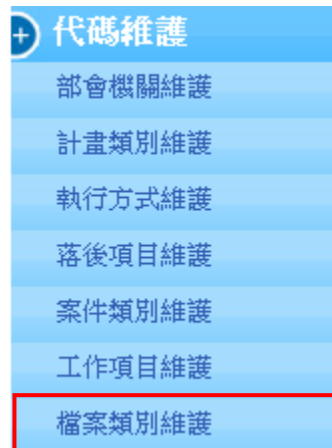 代碼維護
部會機關維護
計畫類別維護
執行方式維護
落後項目維護
案件類別維護
工作項目維護
檔案類別維護